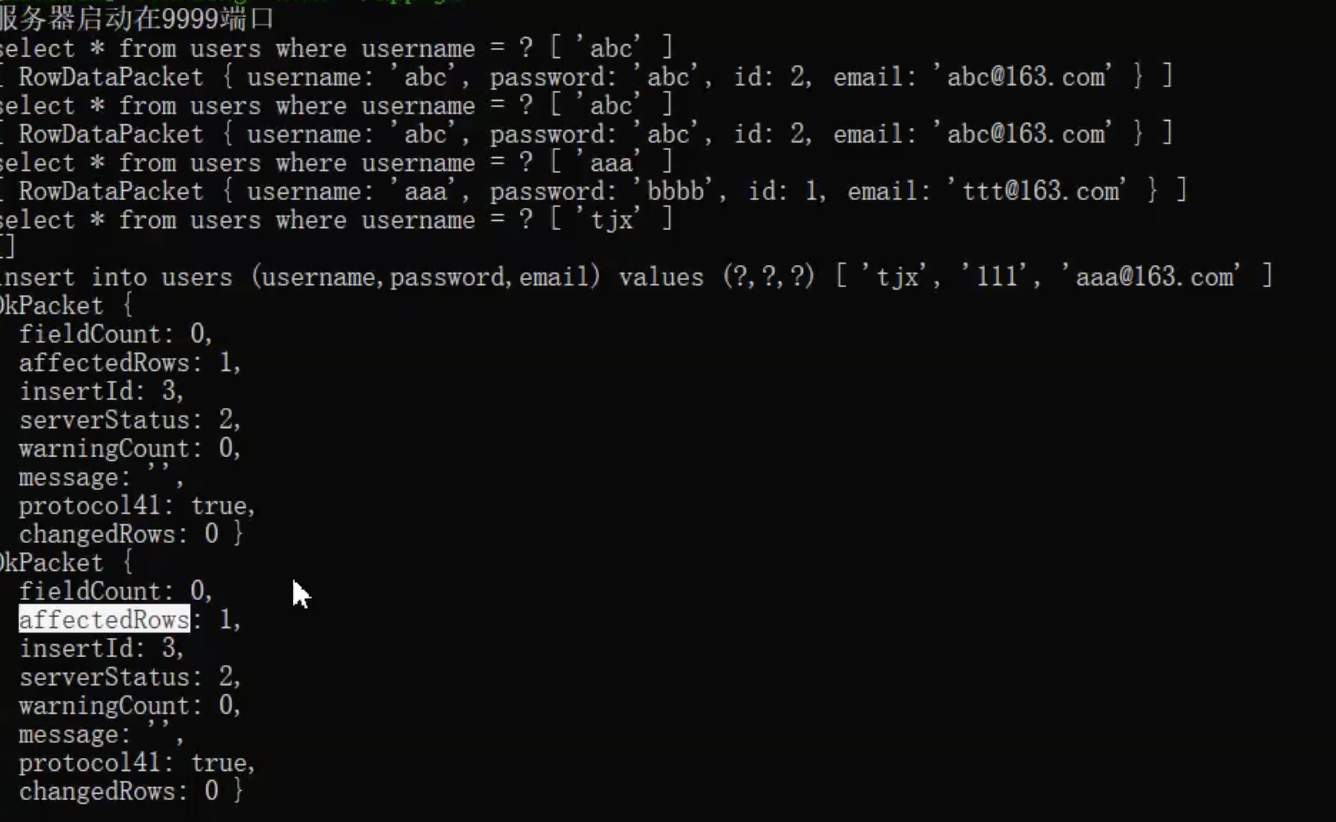 服务器启动在9999端口
select * from users where username = ? [ 'abc' ]
[ RowDataPacket { username: 'abc', password: 'abc', id: 2, email: 'abc@163.com' } ]
select * from users where username = ? [ 'abc' ]
[ RowDataPacket { username: 'abc', password: 'abc', id: 2, email: 'abc@163.com' } ]
select * from users where username = ? [ 'aaa' ]
[ RowDataPacket { username: 'aaa', password: 'bbbb', id: 1, email: 'ttt@163.com' } ]
select * from users where username = ? [ 'tjx' ]
[]
insert into users (username,password,email) values (?,?,?) [ 'tjx', '111', 'aaa@163.com' ]
OkPacket {
fieldCount: 0,
affectedRows: 1,
insertId: 3,
serverStatus: 2,
warningCount: 0,
message: '',
protocol41: true,
changedRows: 0 }
OkPacket {
fieldCount: 0,
affectedRows: 1,
insertId: 3,
serverStatus: 2,
warningCount: 0,
message: '',
protocol41: true,
changedRows: 0 }